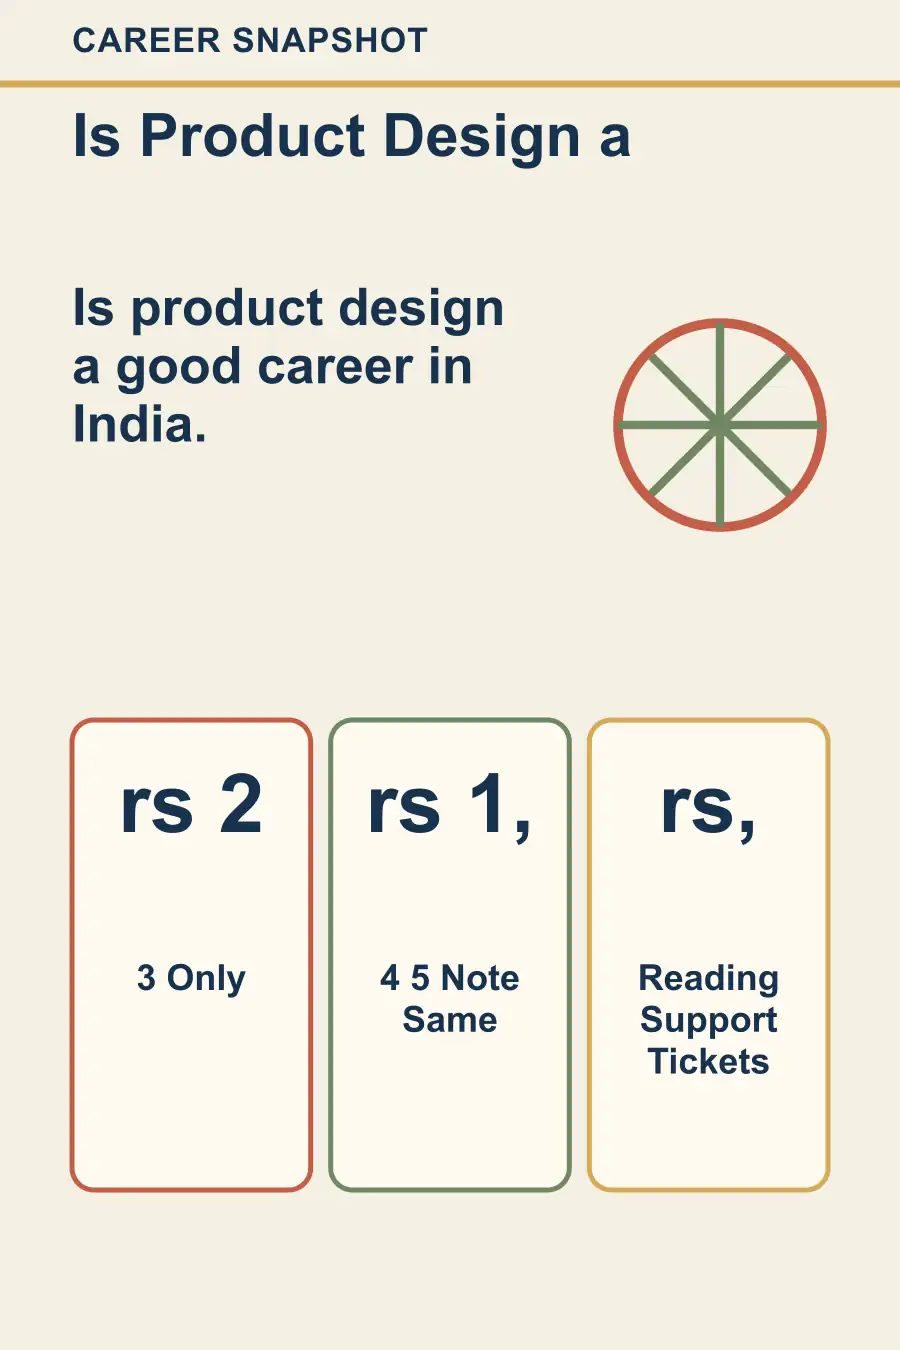 CAREER SNAPSHOT
Is Product Design a
Is product design
a good career in
India.
rs 2
3 Only
rs 1,
4 5 Note
Same
rs,
Reading
Support
Tickets